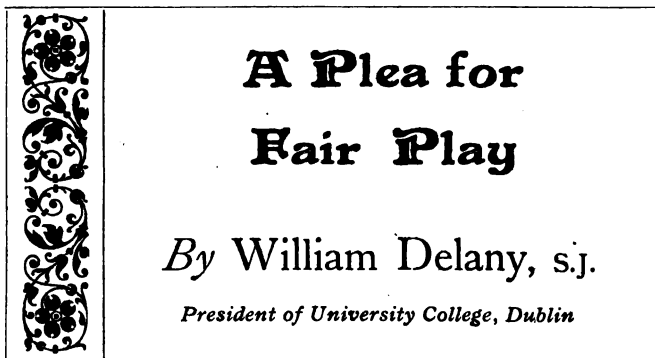 A Plea for
Fair Play
By William Delany, S.J.
President of University College, Dublin